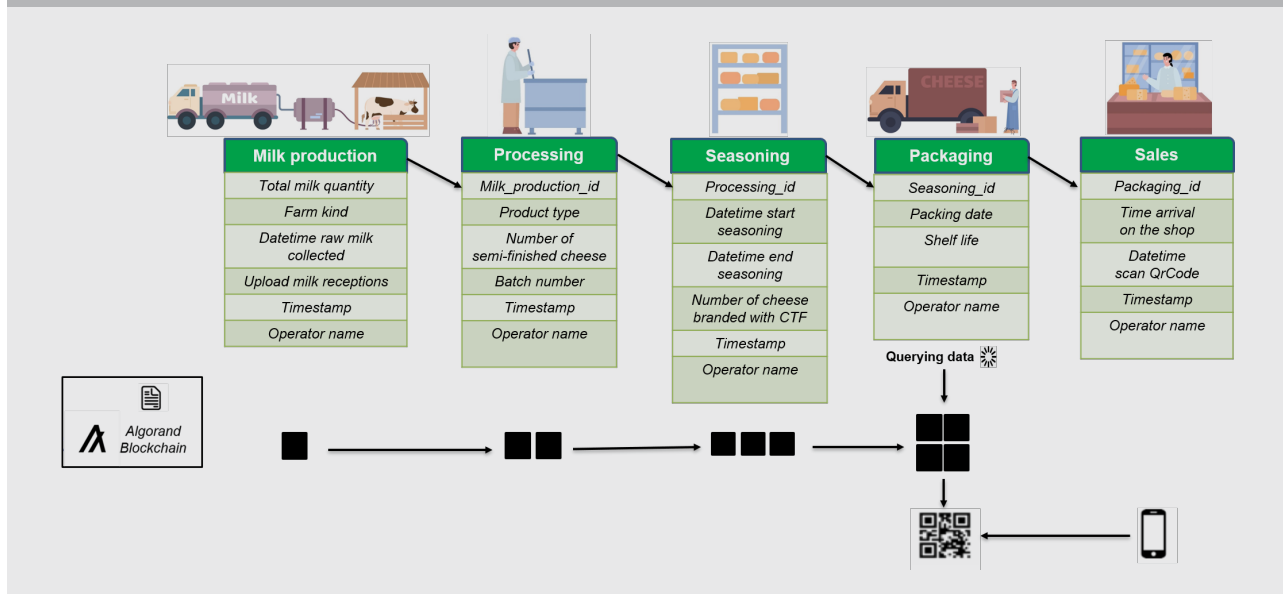 Milk
CHEESE
Milk production
Total milk quantity
Farm kind
Datetime raw milk
collected
Upload milk receptions
Timestamp
Operator name
Processing
Milk_production_id
Product type
Number of
semi-finished cheese
Batch number
Timestamp
Operator name
Seasoning
Processing_id
Datetime start
seasoning
Datetime end
seasoning
Number of cheese
branded with CTF
Timestamp
Operator name
Packaging
Seasoning_id
Packing date
Shelf life
Timestamp
Operator name
Sales
Packaging_id
Time arrival
on the shop
Datetime
scan QrCode
Timestamp
Operator name
Querying data
Algorand
Blockchain